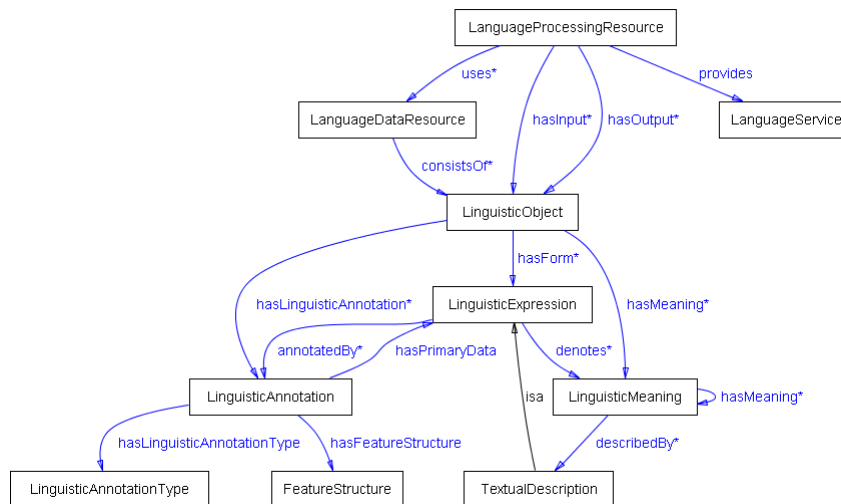 LanguageProcessingResource
uses*
provides
LanguageDataResource
hasInput*
hasOutput*
LanguageService
consistsOf*
LinguisticObject
hasForm*
hasLinguisticAnnotation*
LinguisticExpression
hasMeaning*
annotatedBy*
hasPrimaryData
denotes*
LinguisticAnnotation
isa
LinguisticMeaning
hasMeaning*
hasLinguisticAnnotationType
hasFeatureStructure
describedBy*
LinguisticAnnotationType
FeatureStructure
TextualDescription